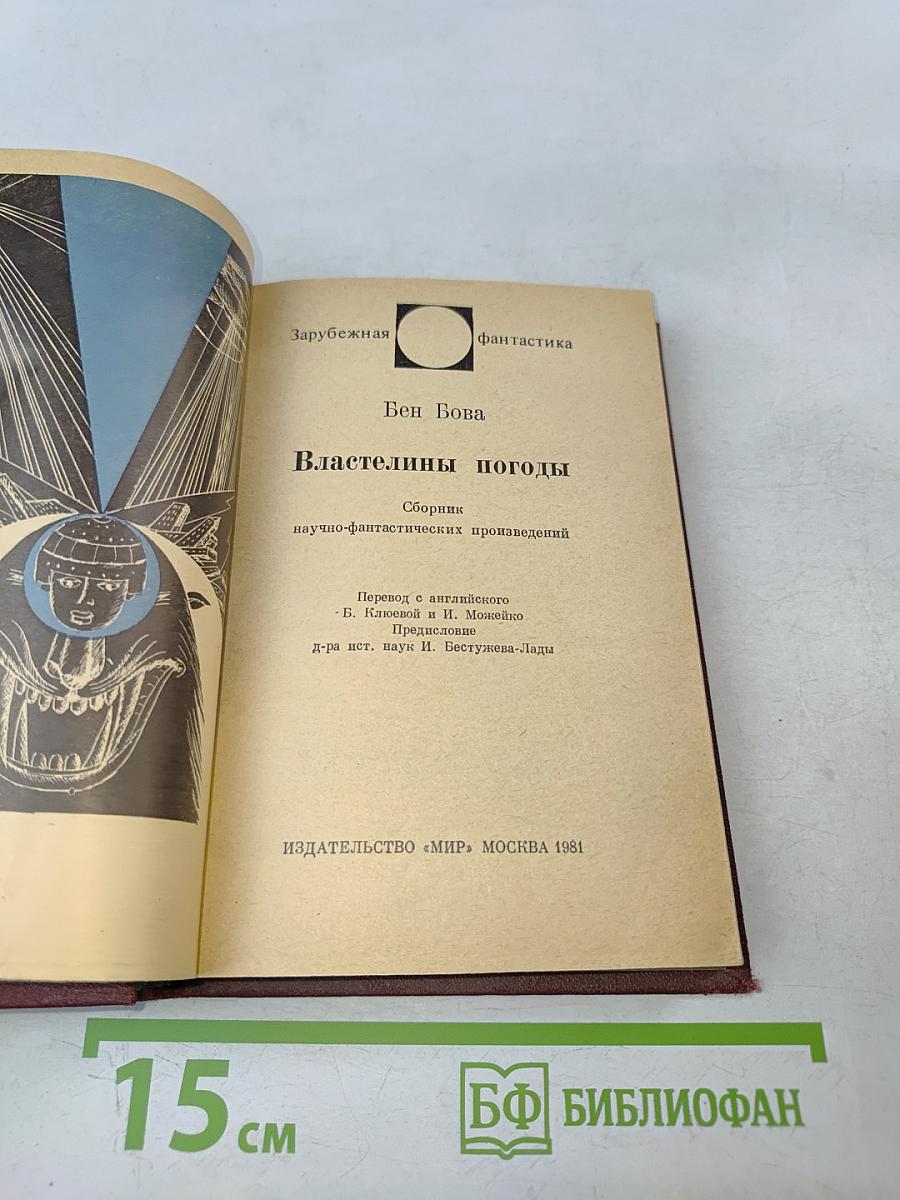 Зарубежная фантастика
Бен Бова
Властелины погоды
Сборник
научно-фантастических произведений
Перевод с английского
Б. Клюевой и И. Можейко
Предисловие
д-ра ист. наук И. Бестужева-Лады
ИЗДАТЕЛЬСТВО «МИР» МОСКВА 1981
15 см
БФ БИБЛИОФАН